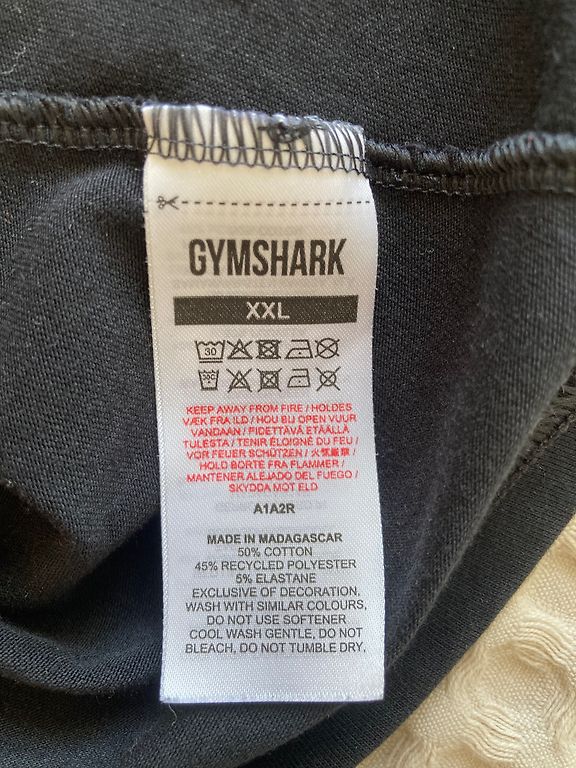 GYMSHARK
XXL
30
30C
KEEP AWAY FROM FIRE / HOLDES
VÆK FRA ILD / HOU BIJ OPEN VUUR
VANDAAN / PIDETTÄVÄ ETÄÄLLÄ
TULESTA / TENIR ÉLOIGNÉ DU FEU /
VOR FEUER SCHÜTZEN / 火気厳禁 /
HOLD BORTE FRA FLAMMER /
MANTENER ALEJADO DEL FUEGO /
SKYDDA MOT ELD
A1A2R
MADE IN MADAGASCAR
50% COTTON
45% RECYCLED POLYESTER
5% ELASTANE
EXCLUSIVE OF DECORATION.
WASH WITH SIMILAR COLOURS,
DO NOT USE SOFTENER
COOL WASH GENTLE, DO NOT
BLEACH, DO NOT TUMBLE DRY,